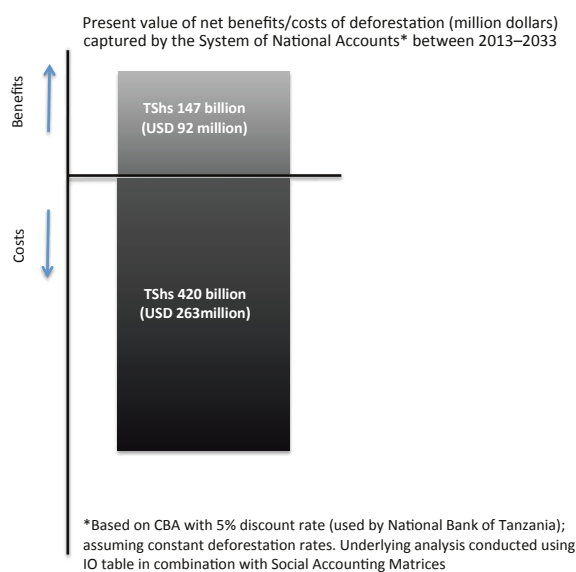 Present value of net benefits/costs of deforestation (million dollars)
captured by the System of National Accounts* between 2013–2033
Benefits
TShs 147 billion
(USD 92 million)
Costs
TShs 420 billion
(USD 263million)
*Based on CBA with 5% discount rate (used by National Bank of Tanzania);
assuming constant deforestation rates. Underlying analysis conducted using
IO table in combination with Social Accounting Matrices